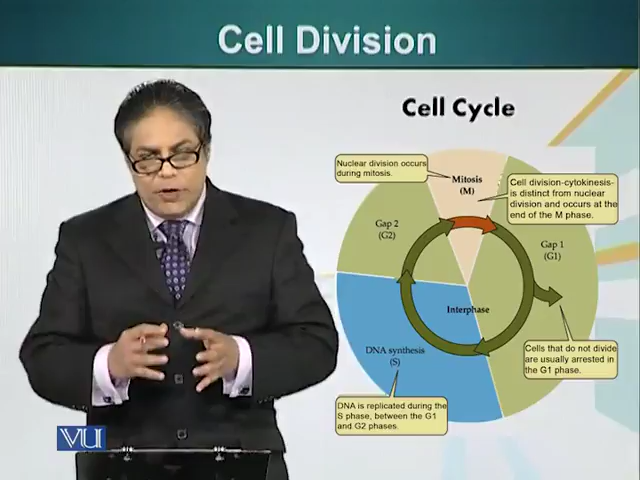 Cell Division
Cell Cycle
Nuclear division occurs
during mitosis.
Mitosis
(M)
Cell division-cytokinesis-
is distinct from nuclear
division and occurs at the
end of the M phase.
Gap 2
(G2)
Gap 1
(G1)
Interphase
DNA synthesis
(S)
Cells that do not divide
are usually arrested in
the G1 phase.
DNA is replicated during the
S phase, between the G1
and G2 phases.
VU